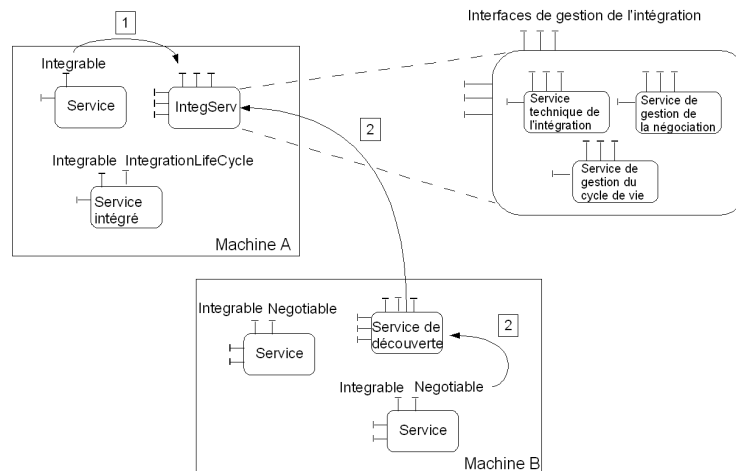 Interfaces de gestion de l'intégration
1
Integrable
Service
IntegServ
Service
technique de
l'intégration
Service de
gestion de
la négociation
2
Integrable IntegrationLifeCycle
Service
intégré
Service de
gestion du
cycle de vie
Machine A
Integrable Negotiable
Service de
découverte
2
Service
Integrable Negotiable
Service
Machine B